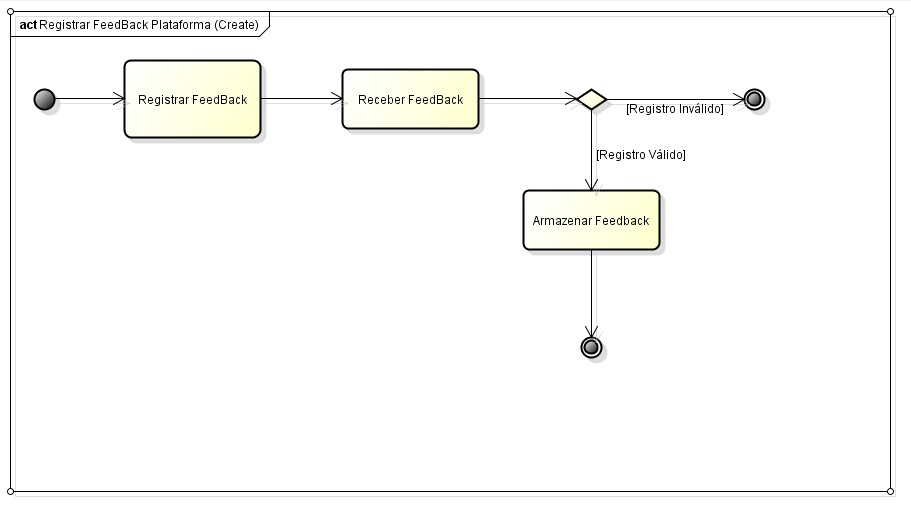 act Registrar FeedBack Plataforma (Create)
Registrar FeedBack
Receber FeedBack
[Registro Inválido]
[Registro Válido]
Armazenar Feedback